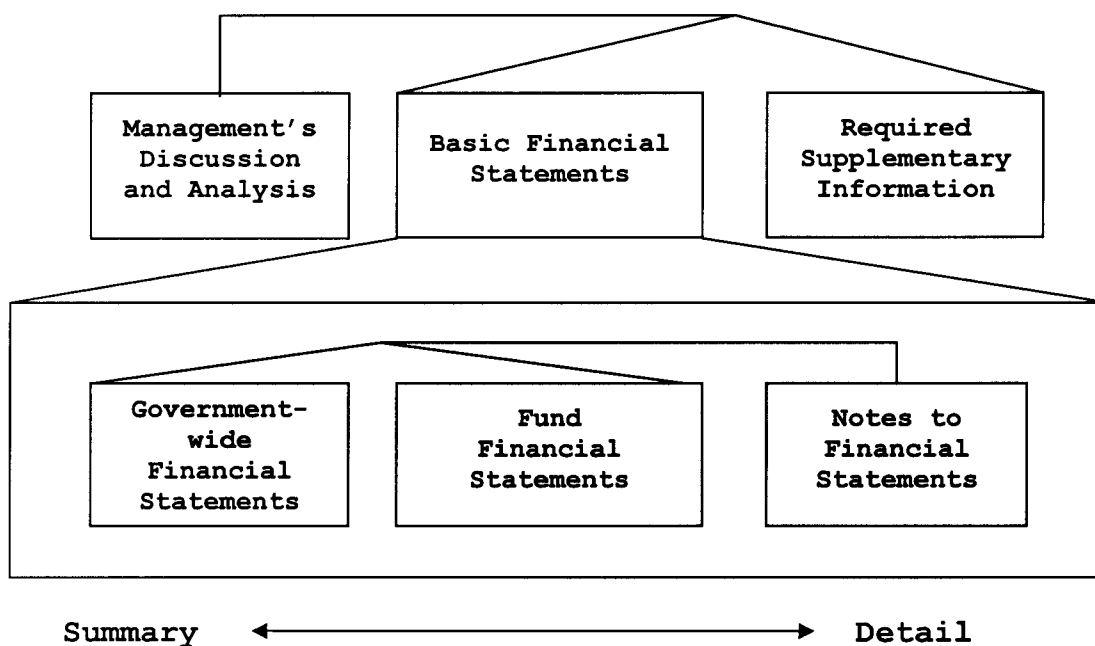 Management's
Discussion
and Analysis
Basic Financial
Statements
Required
Supplementary
Information
Government-
wide
Financial
Statements
Fund
Financial
Statements
Notes to
Financial
Statements
Summary
Detail